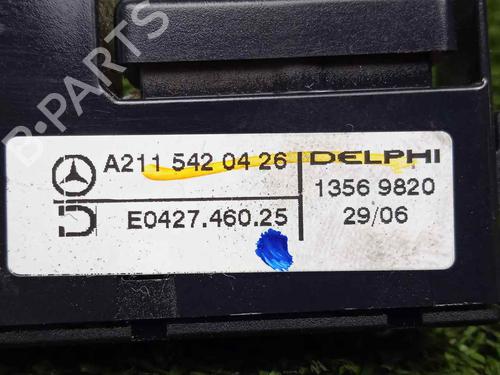 B-PARTS
A211 542 04 26
E0427.460.25
DELPHI
1356 9820
29/06